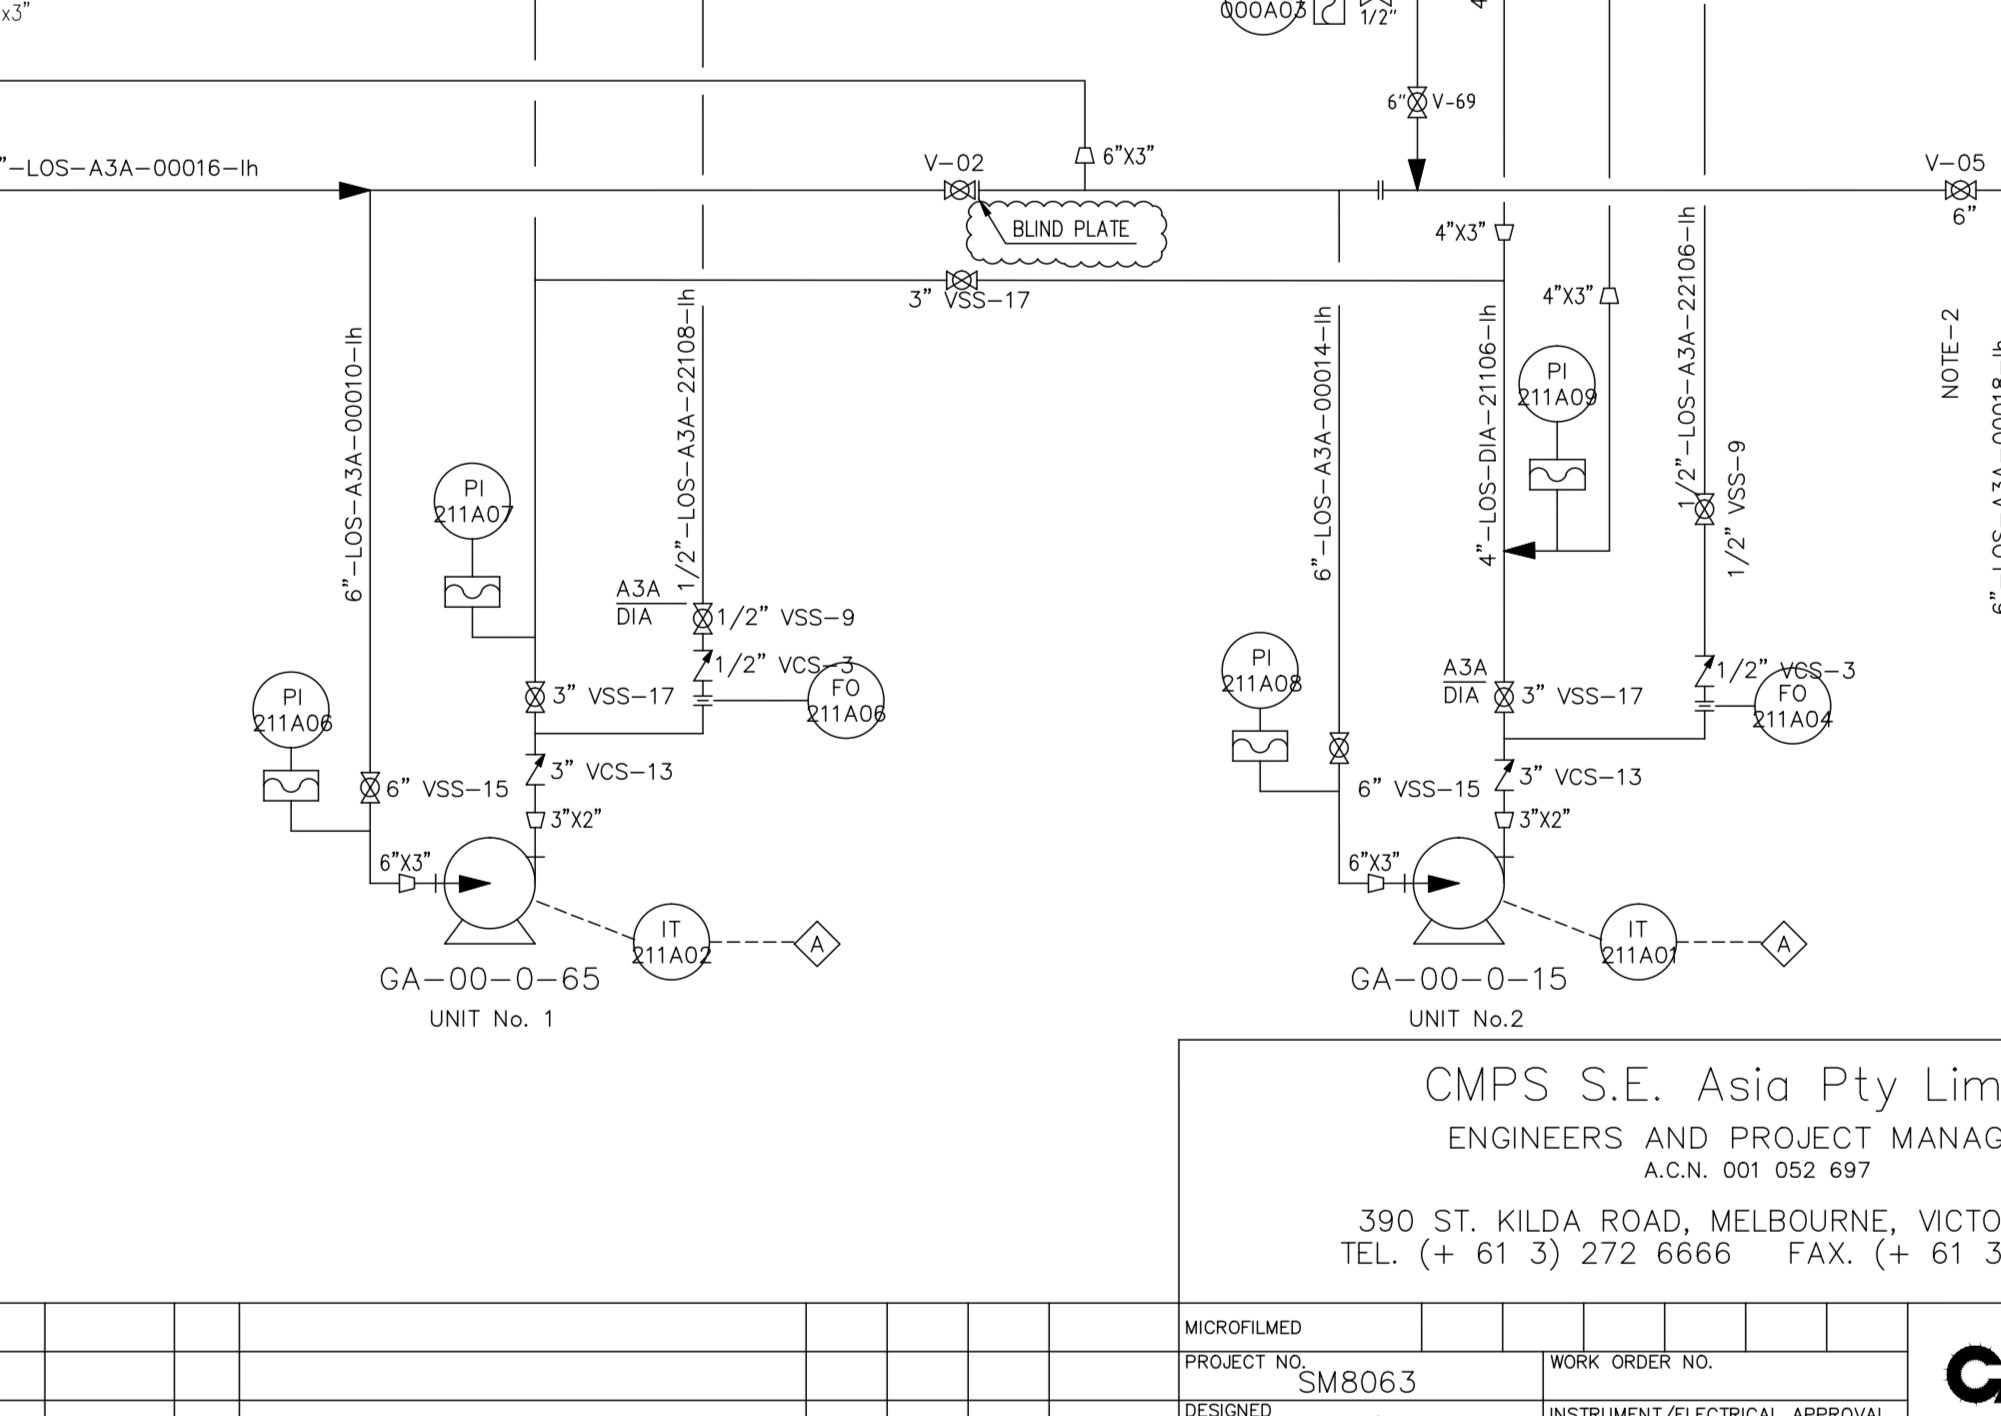 x3"
000A03
1/2"
6" V-69
"-LOS-A3A-00016-Ih
V-02
6"X3"
V-05
6"
BLIND PLATE
4"X3"
3" VSS-17
4"X3"
6"-LOS-A3A-00010-Ih
1/2"-LOS-A3A-22108-Ih
6"-LOS-A3A-00014-Ih
4"-LOS-DIA-21106-Ih
1/2"-LOS-A3A-22106-Ih
NOTE-2
PI
211A09
PI
211A07
1/2" VSS-9
A3A
DIA
1/2" VSS-9
1/2" VCS-3
FO
211A06
3" VSS-17
PI
211A06
3" VCS-13
6" VSS-15
3"X2"
6"X3"
IT
211A02
A
GA-00-0-65
UNIT No. 1
PI
211A08
A3A
DIA
3" VSS-17
1/2" VCS-3
FO
211A04
6" VSS-15
3" VCS-13
3"X2"
6"X3"
IT
211A01
A
GA-00-0-15
UNIT No.2
CMPS S.E. Asia Pty Lim
ENGINEERS AND PROJECT MANAG
A.C.N. 001 052 697
390 ST. KILDA ROAD, MELBOURNE, VICTO
TEL. (+ 61 3) 272 6666 FAX. (+ 61 3
MICROFILMED
PROJECT NO.
SM8063
WORK ORDER NO.
DESIGNED
INSTRUMENT/ELECTRICAL APPROVAL